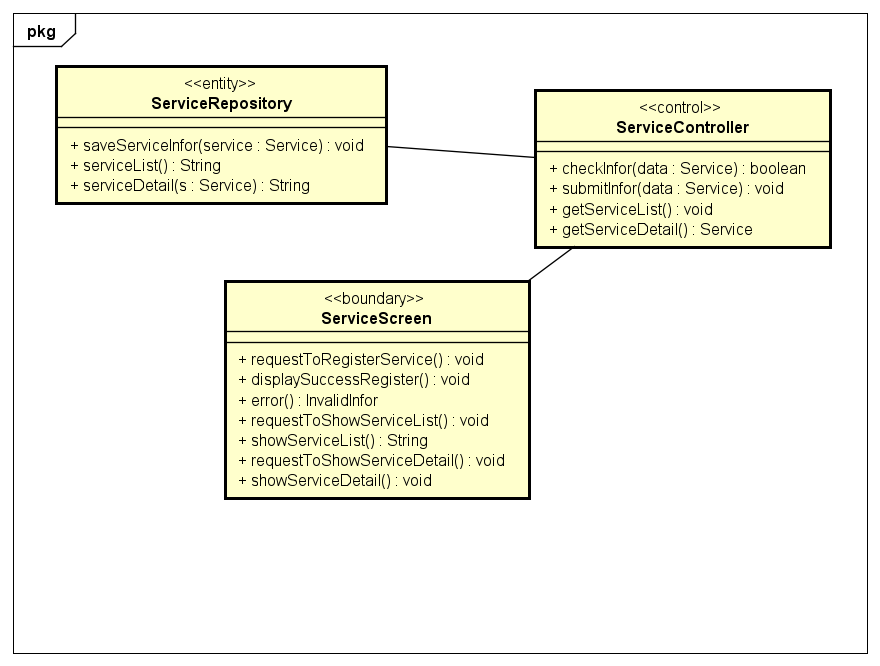 pkg
<<entity>>
ServiceRepository
+ saveServiceInfor(service : Service) : void
+ serviceList() : String
+ serviceDetail(s : Service) : String
<<control>>
ServiceController
+ checkInfor(data : Service) : boolean
+ submitInfor(data : Service) : void
+ getServiceList() : void
+ getServiceDetail() : Service
<<boundary>>
ServiceScreen
+ requestToRegisterService() : void
+ displaySuccessRegister() : void
+ error() : InvalidInfor
+ requestToShowServiceList() : void
+ showServiceList() : String
+ requestToShowServiceDetail() : void
+ showServiceDetail() : void